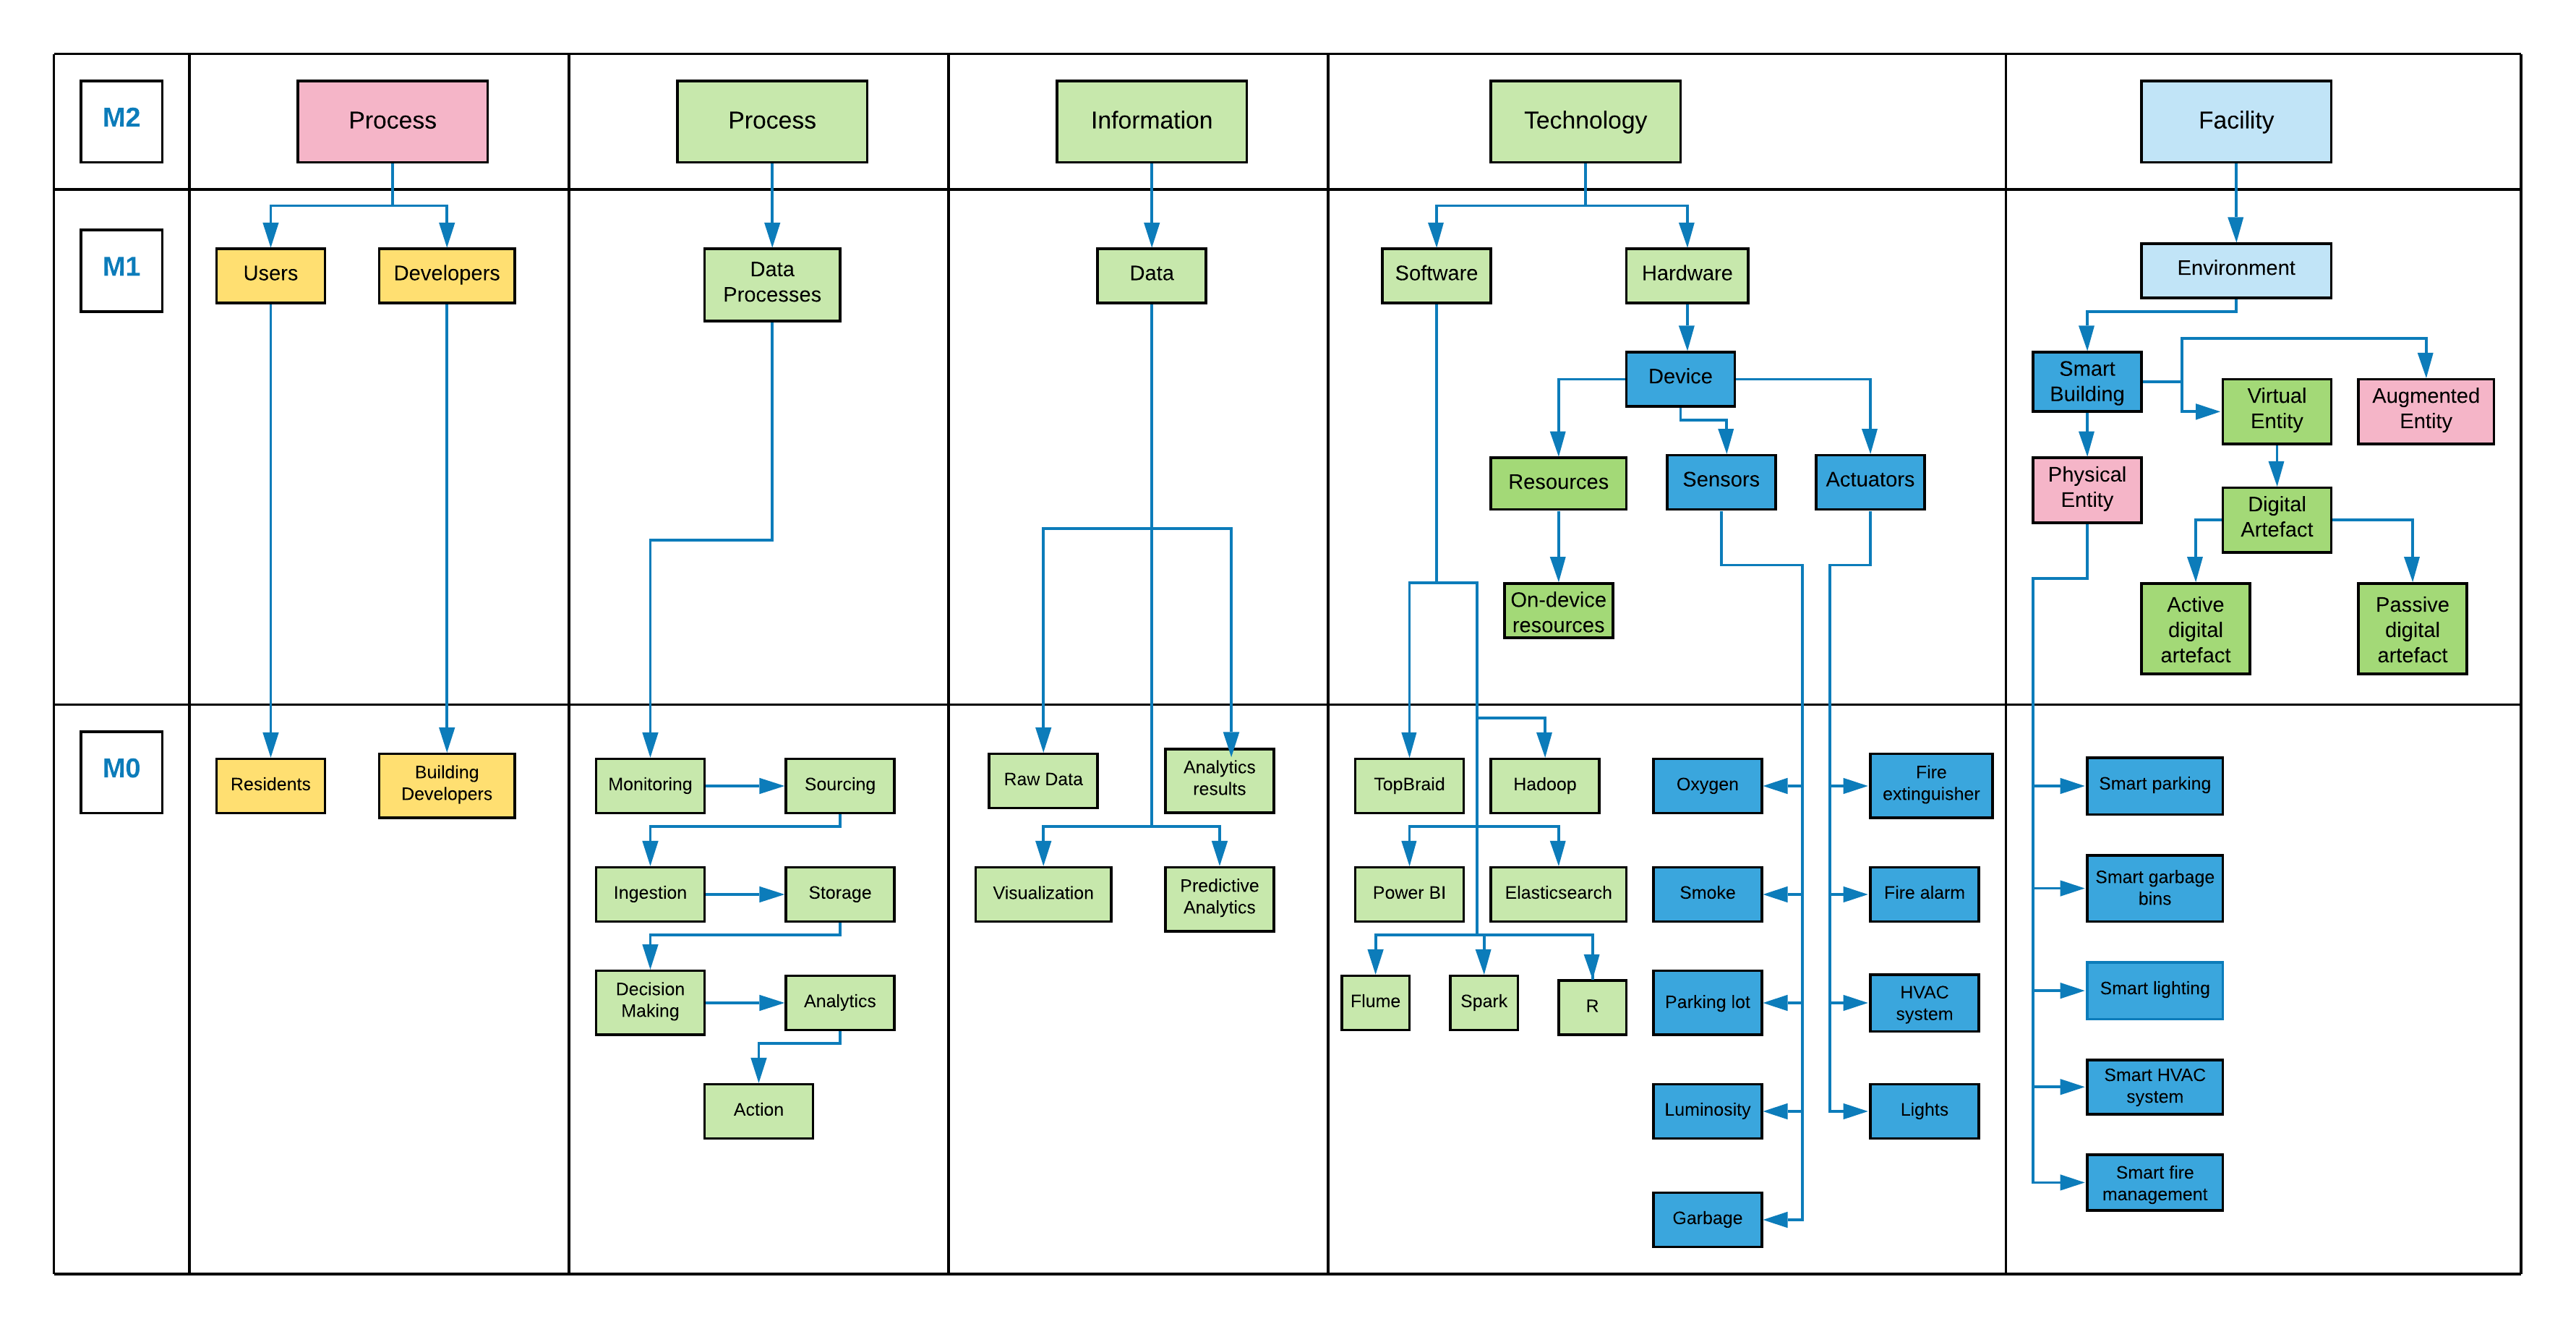 M2
Process
Process
Information
Technology
Facility
M1
Users
Developers
Data
Processes
Data
Software
Hardware
Environment
Device
Smart
Building
Virtual
Entity
Augmented
Entity
Resources
Sensors
Actuators
Physical
Entity
Digital
Artefact
On-device
resources
Active
digital
artefact
Passive
digital
artefact
M0
Residents
Building
Developers
Monitoring
Sourcing
Raw Data
Analytics
results
TopBraid
Hadoop
Oxygen
Fire
extinguisher
Smart parking
Ingestion
Storage
Visualization
Predictive
Analytics
Power BI
Elasticsearch
Smoke
Fire alarm
Smart garbage
bins
Decision
Making
Analytics
Flume
Spark
R
Parking lot
HVAC
system
Smart lighting
Action
Luminosity
Lights
Smart HVAC
system
Garbage
Smart fire
management